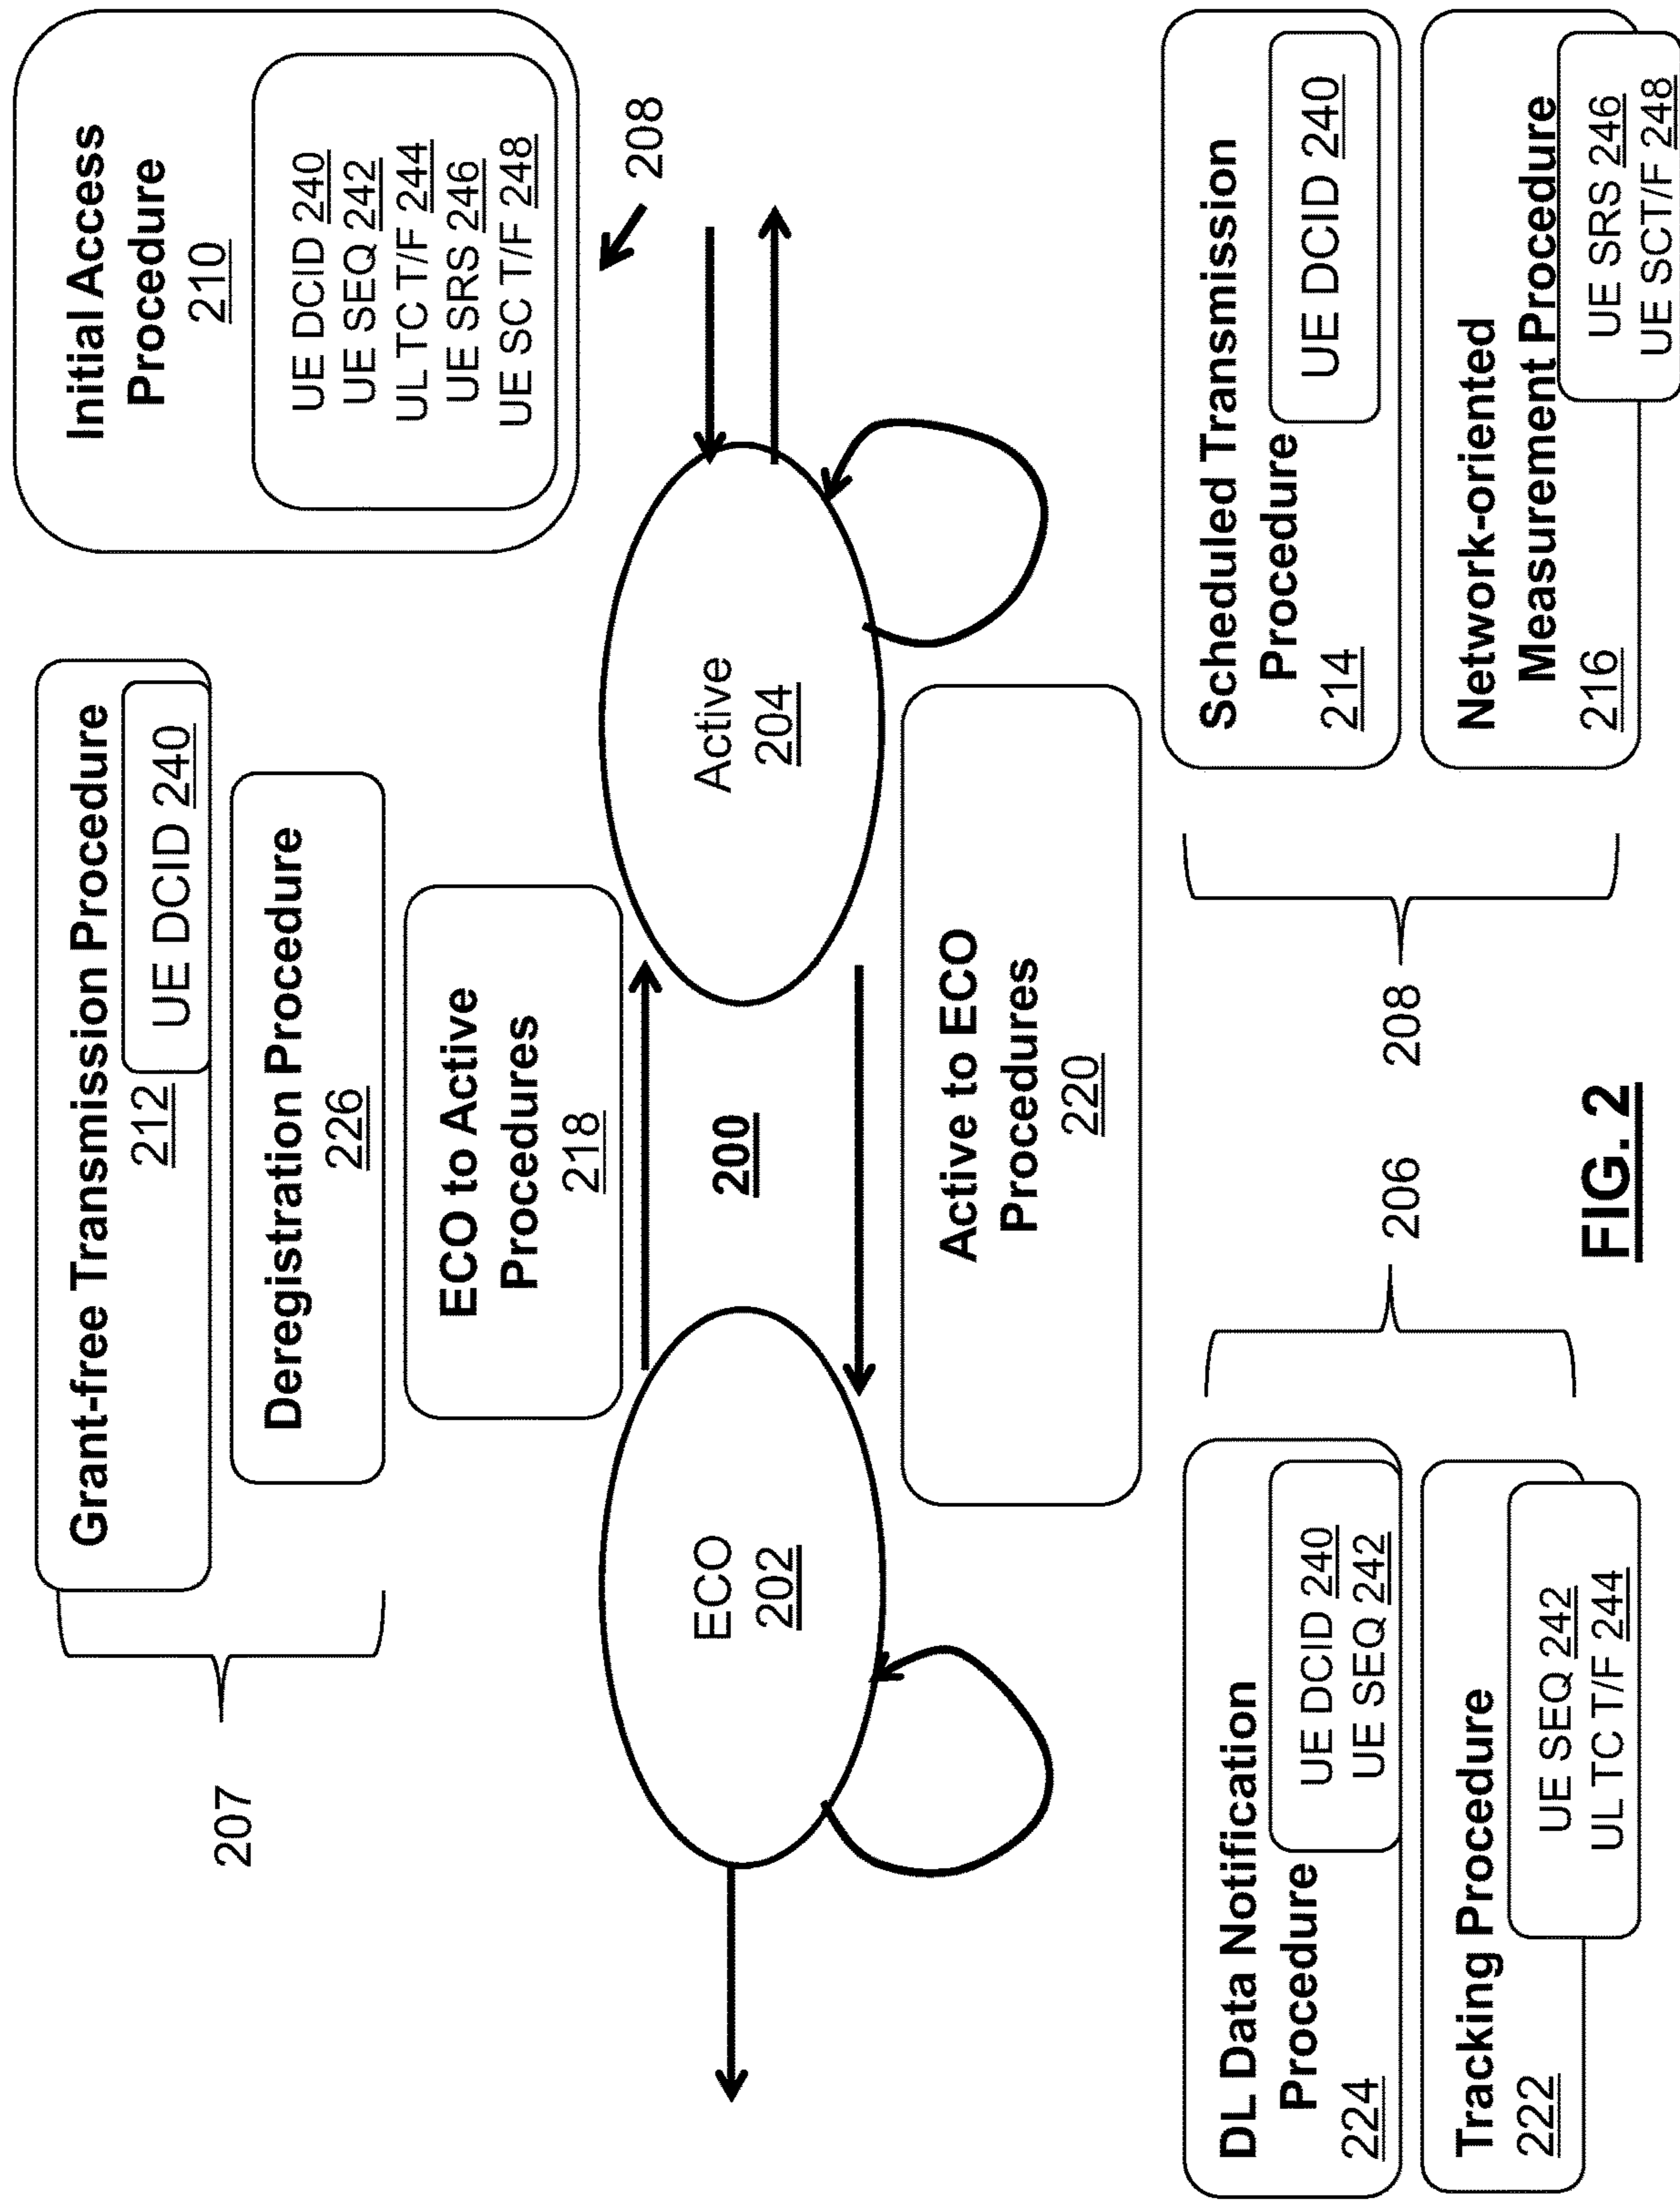 Grant-free Transmission Procedure
212
UE DCID 240
Deregistration Procedure
226
207
Initial Access
Procedure
210
UE DCID 240
UE SEQ 242
UL TC T/F 244
UE SRS 246
UE SC T/F 248
208
ECO to Active
Procedures
218
ECO
202
200
Active
204
Active to ECO
Procedures
220
DL Data Notification
Procedure
224
UE DCID 240
UE SEQ 242
Tracking Procedure
222
UE SEQ 242
UL TC T/F 244
206
208
Scheduled Transmission
Procedure
214
UE DCID 240
Network-oriented
Measurement Procedure
216
UE SRS 246
UE SCT/F 248
FIG. 2